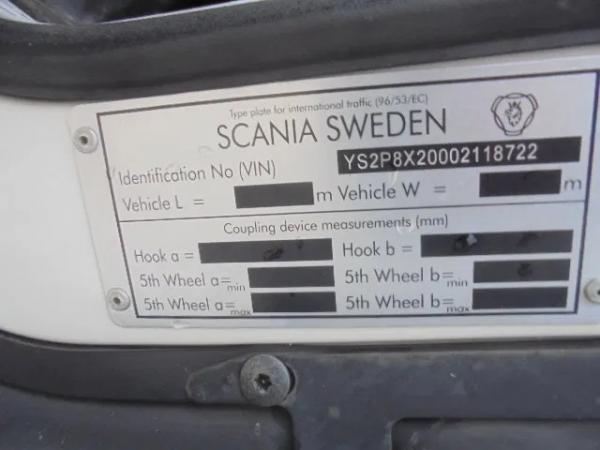 Type plate for international traffic (96/53/EC)
SCANIA SWEDEN
Identification No (VIN) YS2P8X20002118722
Vehicle L = m Vehicle W = m
Coupling device measurements (mm)
Hook a = Hook b =
5th Wheel a= min 5th Wheel b= min
5th Wheel a= max 5th Wheel b= max